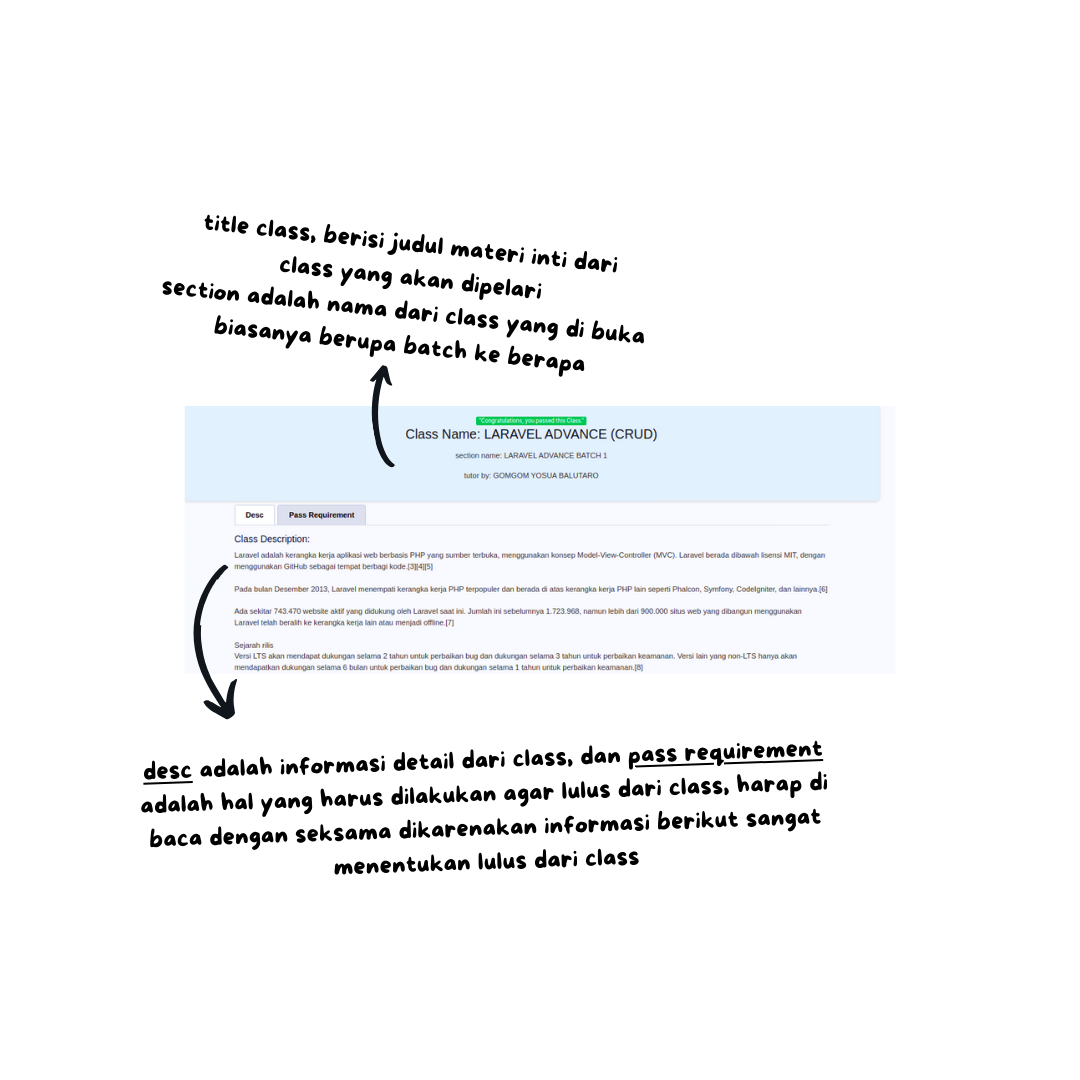 title class, berisi judul materi inti dari
class yang akan dipelari
section adalah nama dari class yang di buka
biasanya berupa batch ke berapa
"Congratulations, you passed this Class."
Class Name: LARAVEL ADVANCE (CRUD)
section name: LARAVEL ADVANCE BATCH 1
tutor by: GOMGOM YOSUA BALUTARO
Desc
Pass Requirement
Class Description:
Laravel adalah kerangka kerja aplikasi web berbasis PHP yang sumber terbuka, menggunakan konsep Model-View-Controller (MVC). Laravel berada dibawah lisensi MIT, dengan
menggunakan GitHub sebagai tempat berbagi kode.[3][4][5]
Pada bulan Desember 2013, Laravel menempati kerangka kerja PHP terpopuler dan berada di atas kerangka kerja PHP lain seperti Phalcon, Symfony, CodeIgniter, dan lainnya.[6]
Ada sekitar 743.470 website aktif yang didukung oleh Laravel saat ini. Jumlah ini sebelumnya 1.723.968, namun lebih dari 900.000 situs web yang dibangun menggunakan
Laravel telah beralih ke kerangka kerja lain atau menjadi offline.[7]
Sejarah rilis
Versi LTS akan mendapat dukungan selama 2 tahun untuk perbaikan bug dan dukungan selama 3 tahun untuk perbaikan keamanan. Versi lain yang non-LTS hanya akan
mendapatkan dukungan selama 6 bulan untuk perbaikan bug dan dukungan selama 1 tahun untuk perbaikan keamanan.[8]
desc adalah informasi detail dari class, dan pass requirement
adalah hal yang harus dilakukan agar lulus dari class, harap di
baca dengan seksama dikarenakan informasi berikut sangat
menentukan lulus dari class